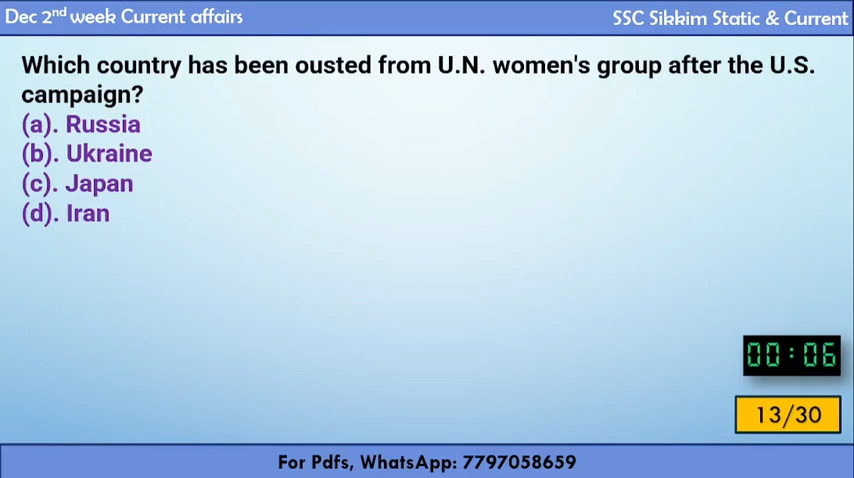 Dec 2nd week Current affairs
SSC Sikkim Static & Current
Which country has been ousted from U.N. women's group after the U.S.
campaign?
(a). Russia
(b). Ukraine
(c). Japan
(d). Iran
00:06
13/30
For Pdfs, WhatsApp: 7797058659